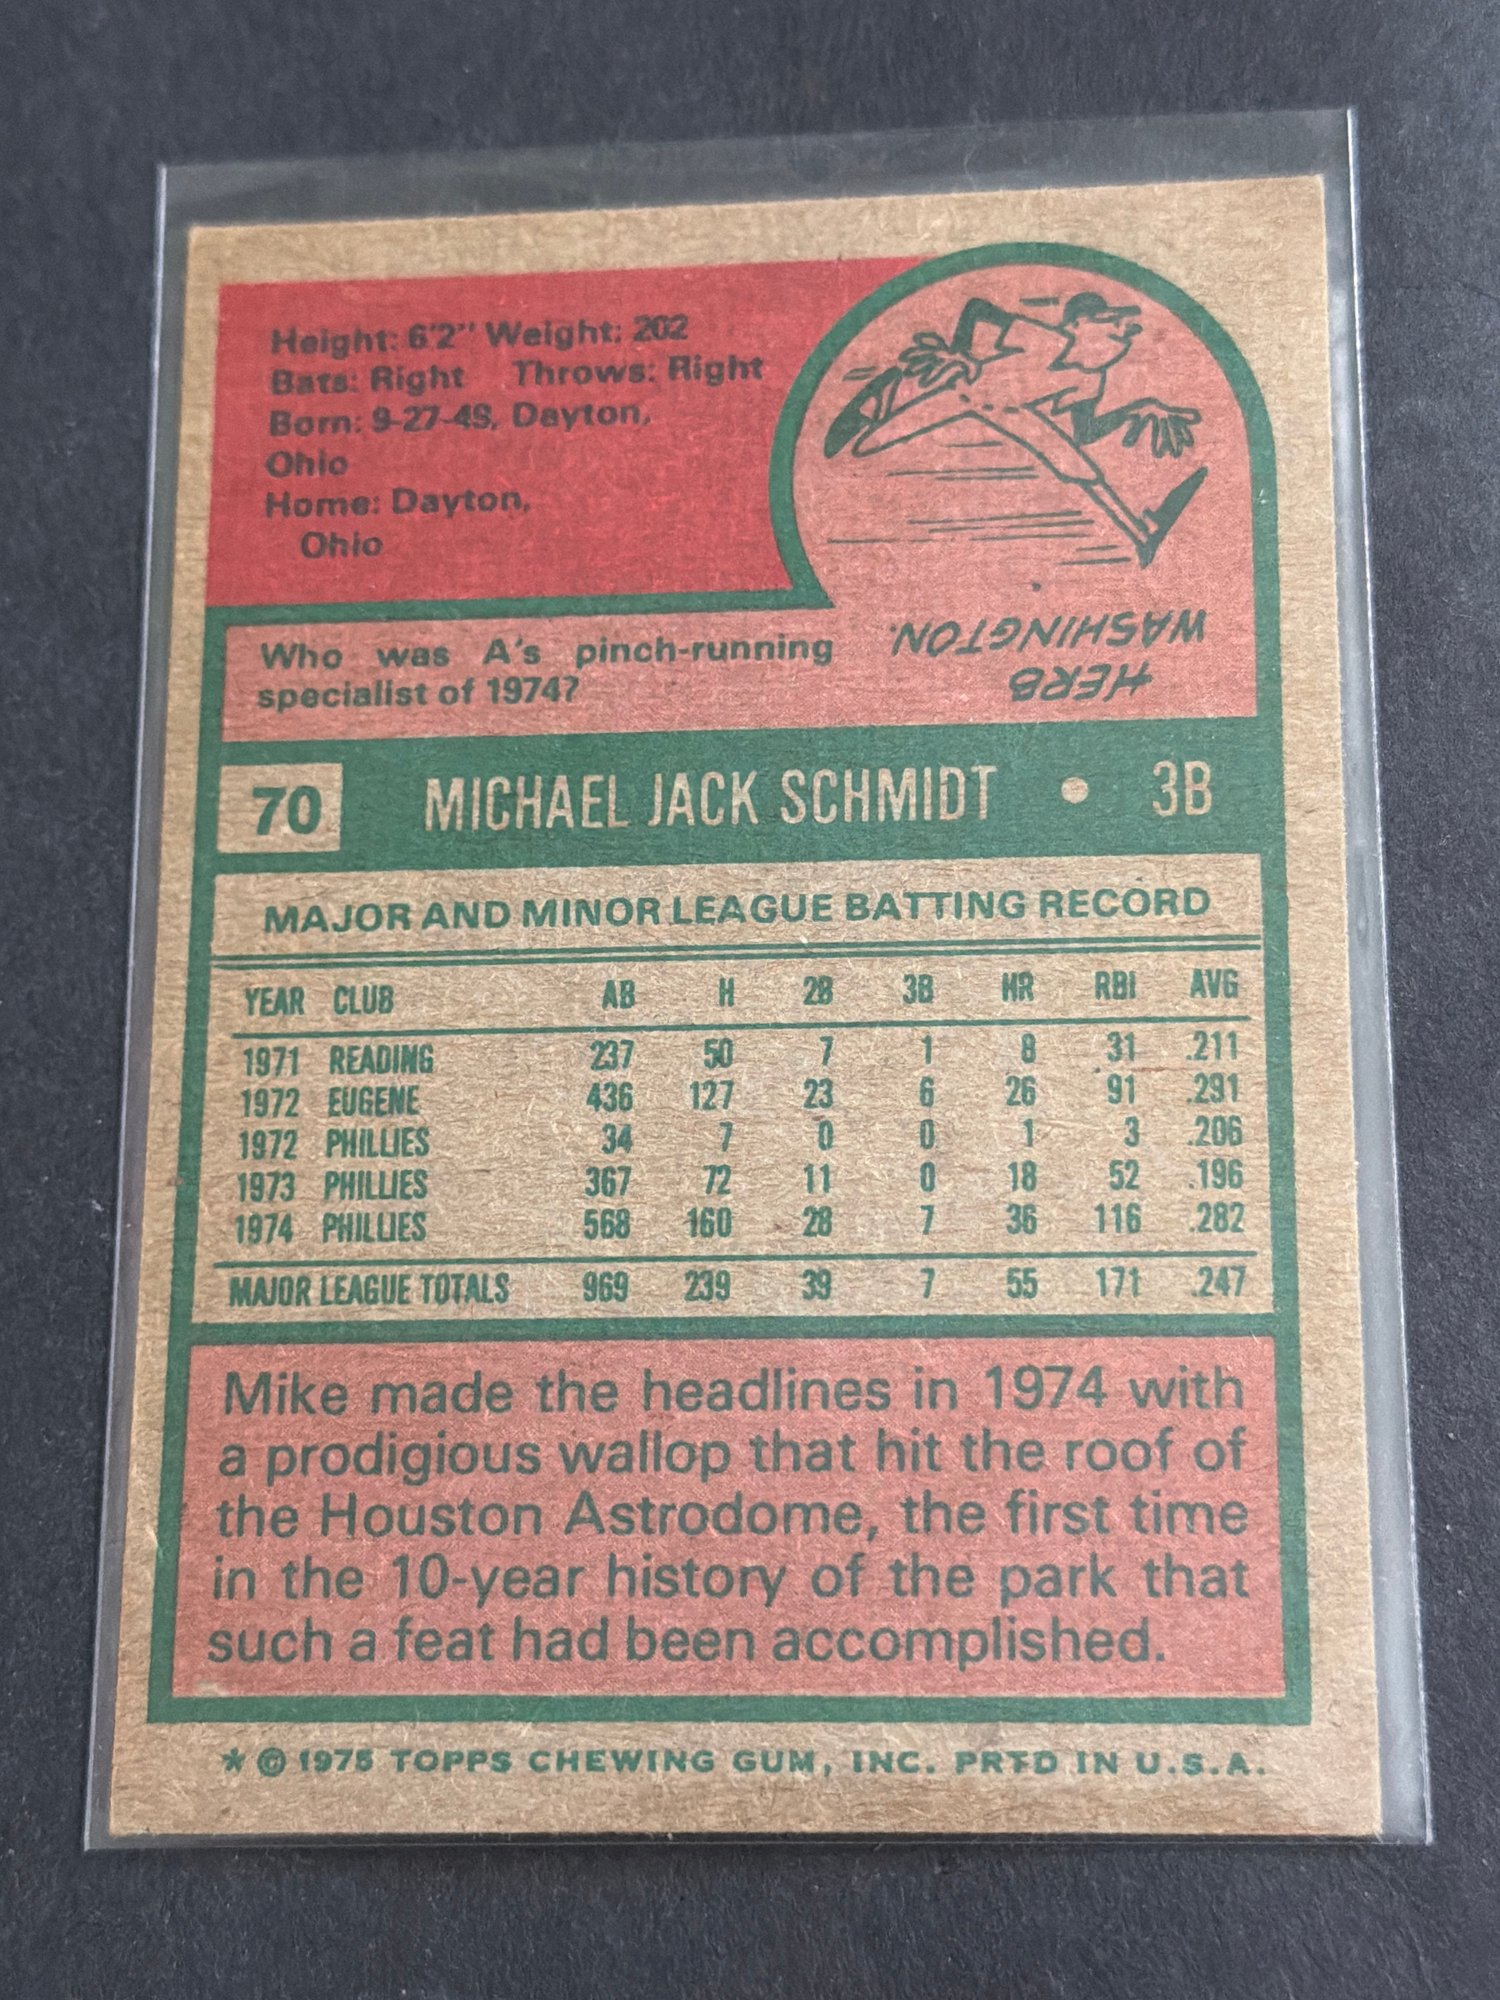 Height: 6'2" Weight: 202
Bats: Right Throws: Right
Born: 9-27-49, Dayton,
Ohio
Home: Dayton,
Ohio
Who was A's pinch-running
specialist of 1974?
HERB
WASHINGTON.
70 MICHAEL JACK SCHMIDT • 3B
MAJOR AND MINOR LEAGUE BATTING RECORD
YEAR CLUB AB H 2B 3B HR RBI AVG
1971 READING 237 50 7 1 8 31 .211
1972 EUGENE 436 127 23 6 26 91 .291
1972 PHILLIES 34 7 0 0 1 3 .206
1973 PHILLIES 367 72 11 0 18 52 .196
1974 PHILLIES 568 160 28 7 36 116 .282
MAJOR LEAGUE TOTALS 969 239 39 7 55 171 .247
Mike made the headlines in 1974 with
a prodigious wallop that hit the roof of
the Houston Astrodome, the first time
in the 10-year history of the park that
such a feat had been accomplished.
* © 1975 TOPPS CHEWING GUM, INC. PRTD IN U.S.A.